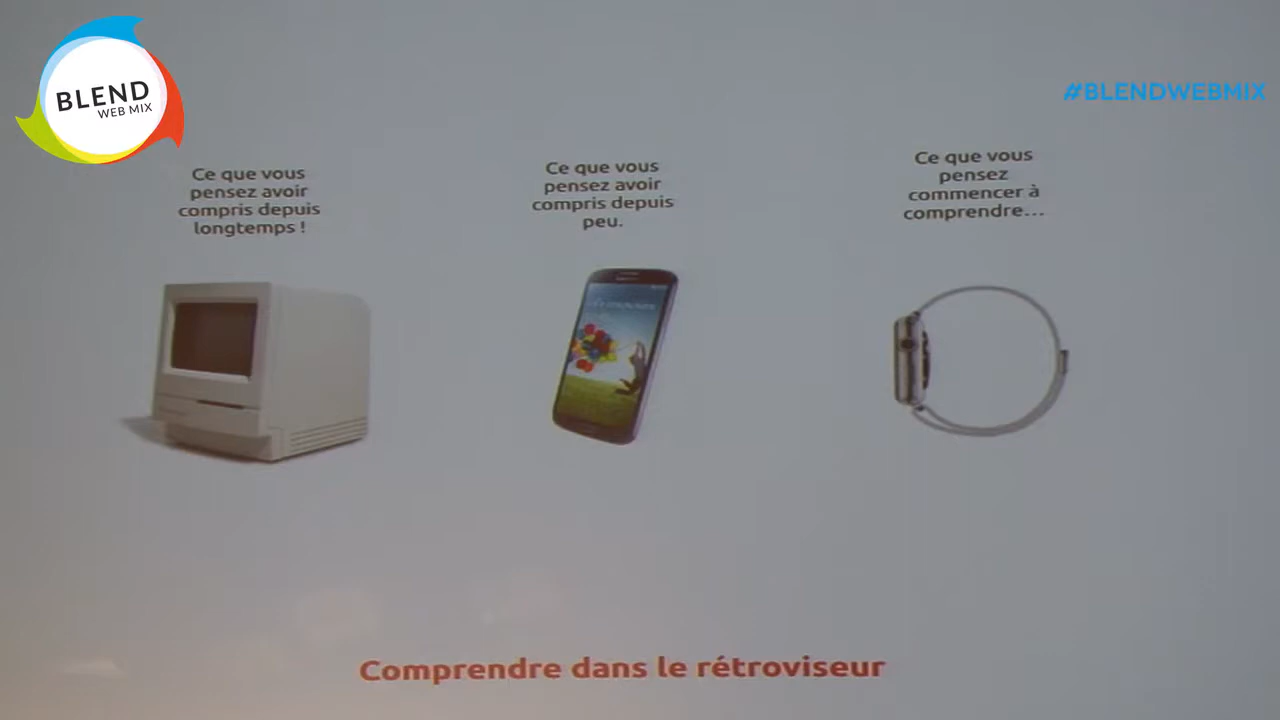 BLEND
WEB MIX
#BLENDWEBMIX
Ce que vous
pensez avoir
compris depuis
longtemps !
Ce que vous
pensez avoir
compris depuis
peu.
Ce que vous
pensez
commencer à
comprendre...
Comprendre dans le rétroviseur